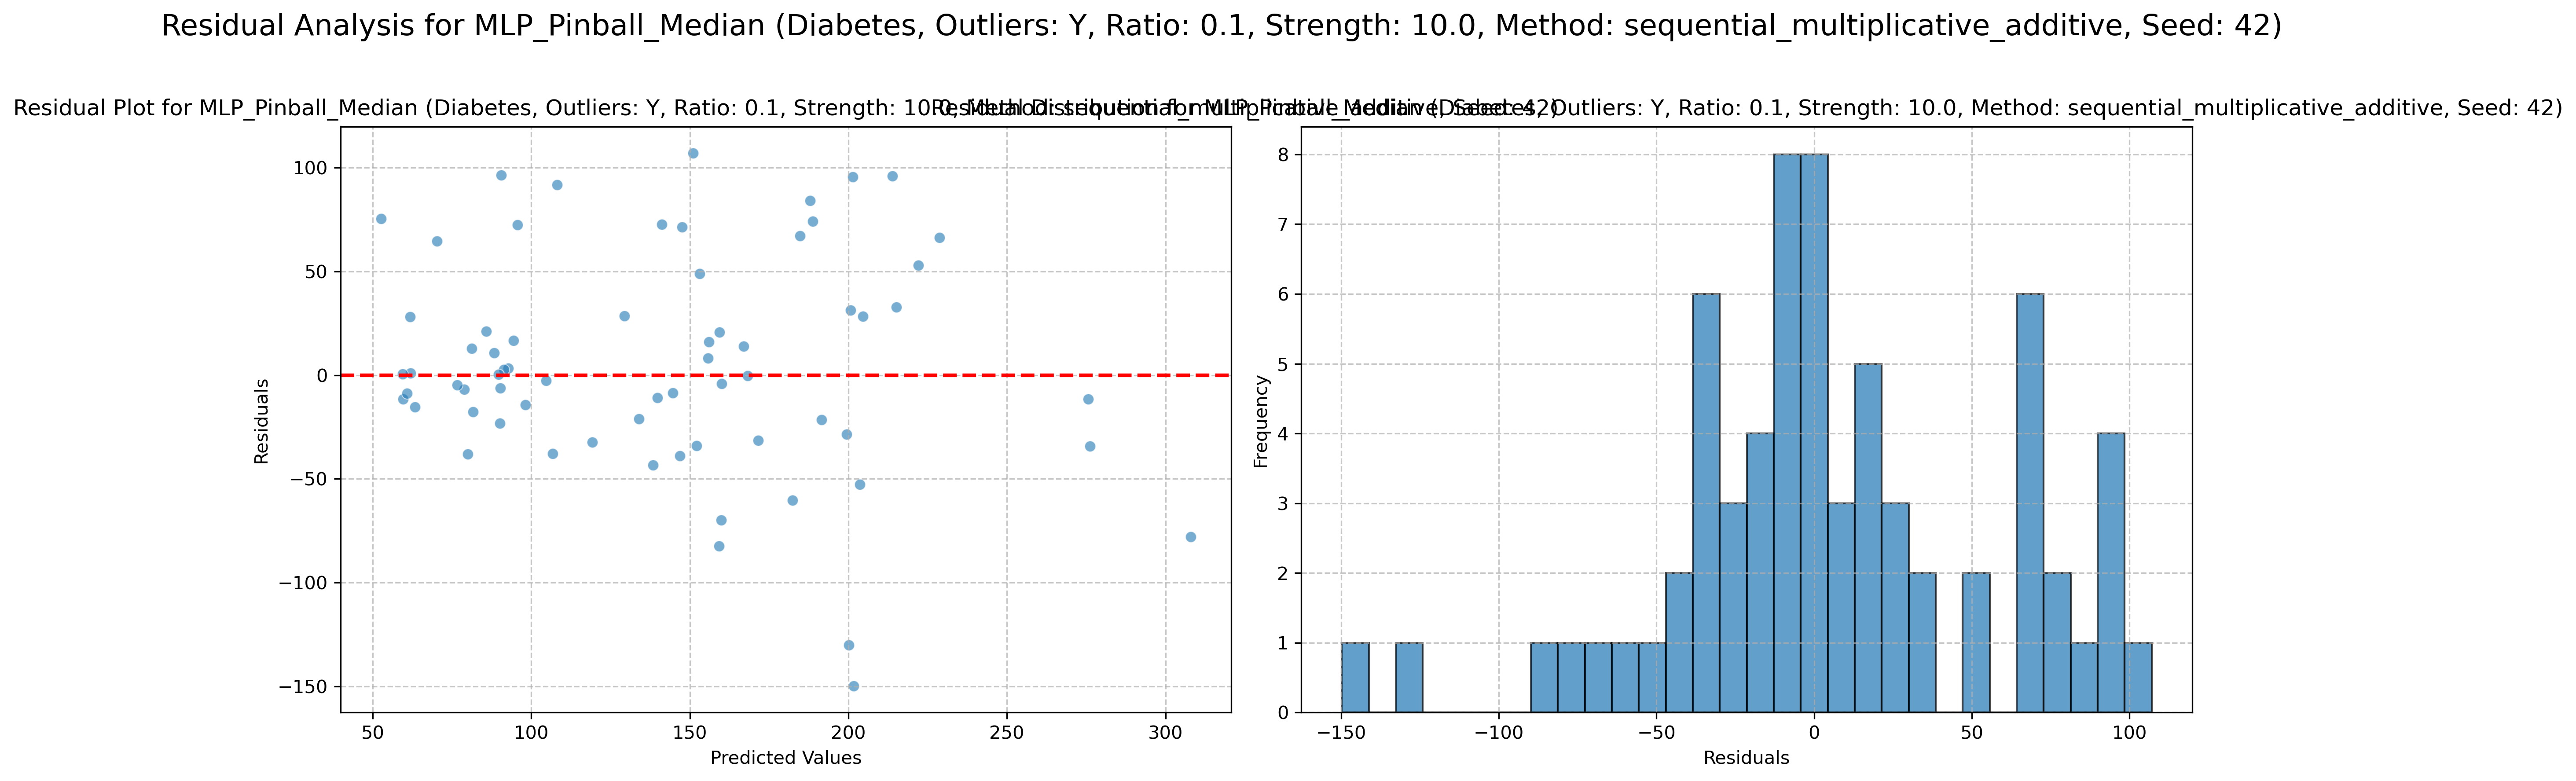 Residual Analysis for MLP_Pinball_Median (Diabetes, Outliers: Y, Ratio: 0.1, Strength: 10.0, Method: sequential_multiplicative_additive, Seed: 42)
Residual Plot for MLP_Pinball_Median (Diabetes, Outliers: Y, Ratio: 0.1, Strength: 10.0, Method: sequential_multiplicative_additive, Seed: 42)
Residual Distribution for MLP_Pinball_Median (Diabetes, Outliers: Y, Ratio: 0.1, Strength: 10.0, Method: sequential_multiplicative_additive, Seed: 42)
Residuals
100
50
0
−50
−100
−150
50 100 150 200 250 300
Predicted Values
Frequency
8
7
6
5
4
3
2
1
0
−150 −100 −50 0 50 100
Residuals